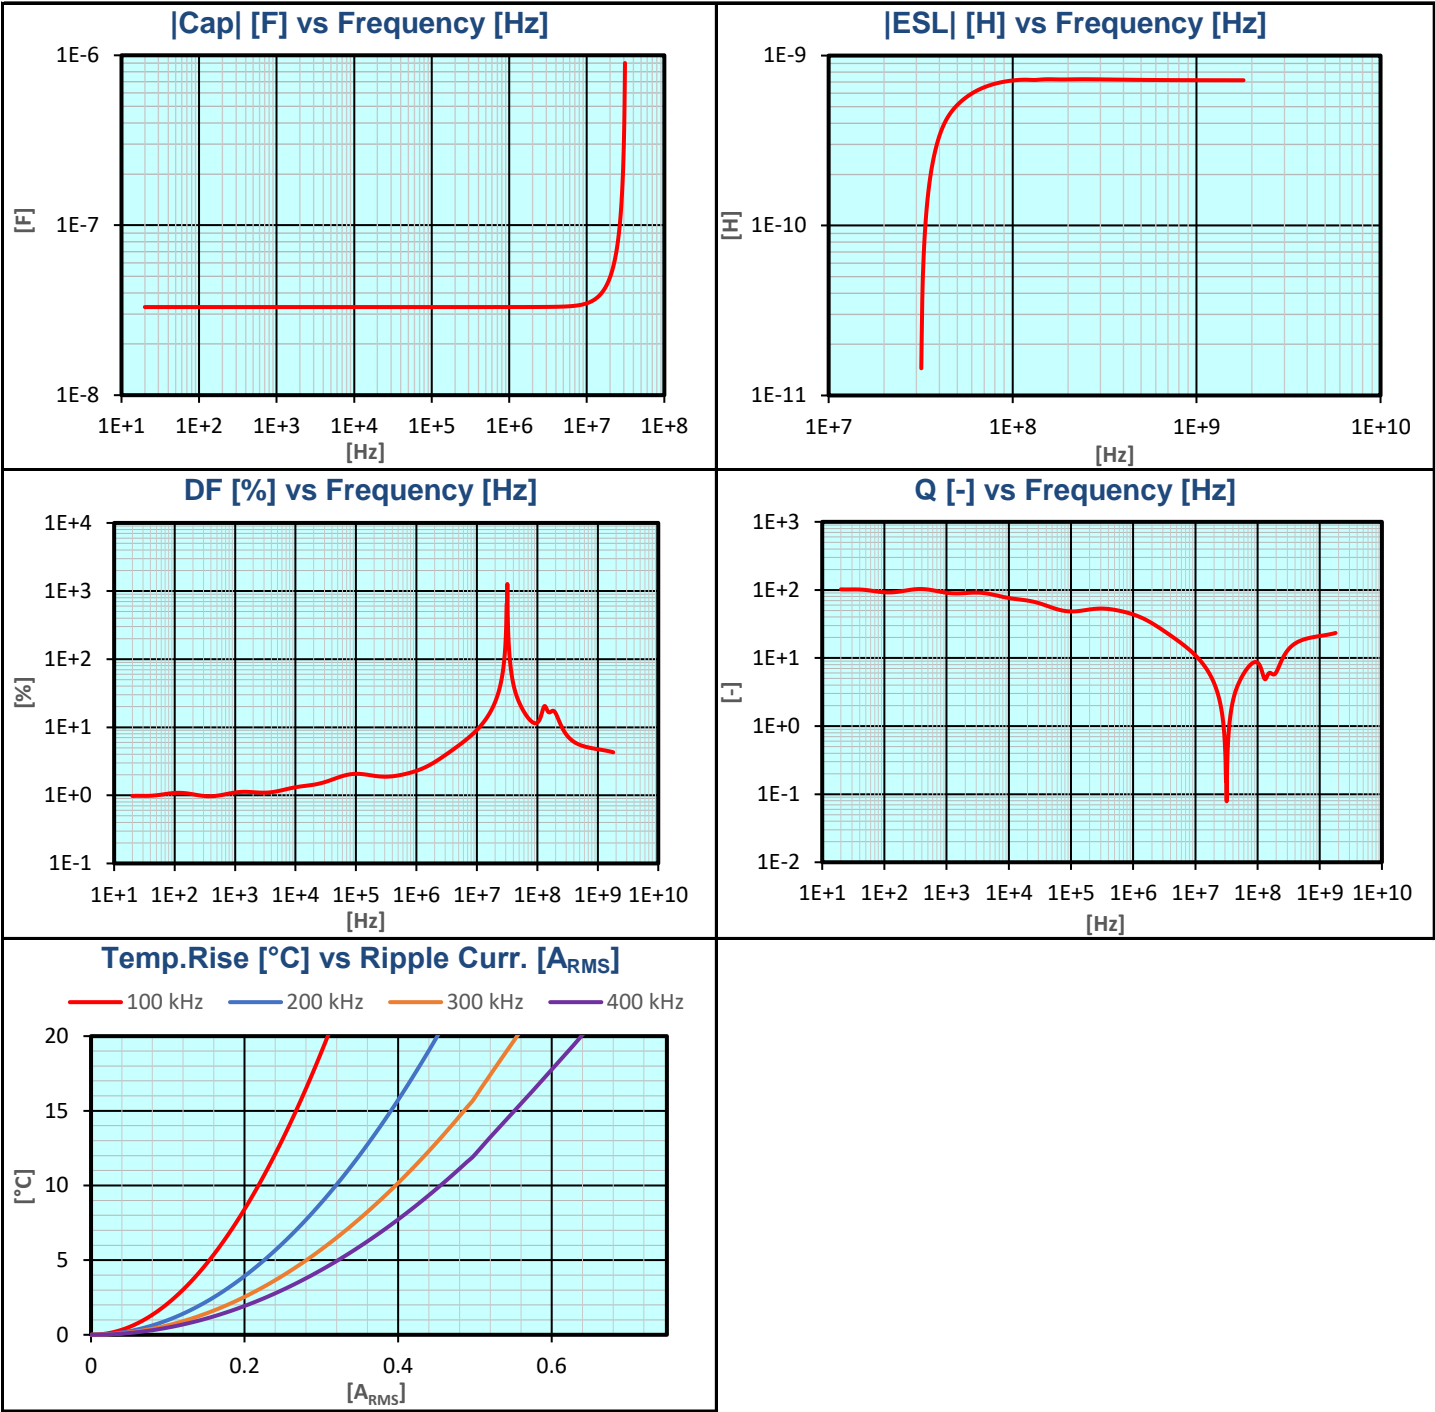 |Cap| [F] vs Frequency [Hz]
1E-6
1E-7
1E-8
[F]
1E+1 1E+2 1E+3 1E+4 1E+5 1E+6 1E+7 1E+8
[Hz]
|ESL| [H] vs Frequency [Hz]
1E-9
1E-10
1E-11
[H]
1E+7 1E+8 1E+9 1E+10
[Hz]
DF [%] vs Frequency [Hz]
1E+4
1E+3
1E+2
1E+1
1E+0
1E-1
[%]
1E+1 1E+2 1E+3 1E+4 1E+5 1E+6 1E+7 1E+8 1E+9 1E+10
[Hz]
Q [-] vs Frequency [Hz]
1E+3
1E+2
1E+1
1E+0
1E-1
1E-2
[-]
1E+1 1E+2 1E+3 1E+4 1E+5 1E+6 1E+7 1E+8 1E+9 1E+10
[Hz]
Temp.Rise [°C] vs Ripple Curr. [ARMS]
100 kHz 200 kHz 300 kHz 400 kHz
20
15
10
5
0
[°C]
0 0.2 0.4 0.6
[ARMS]